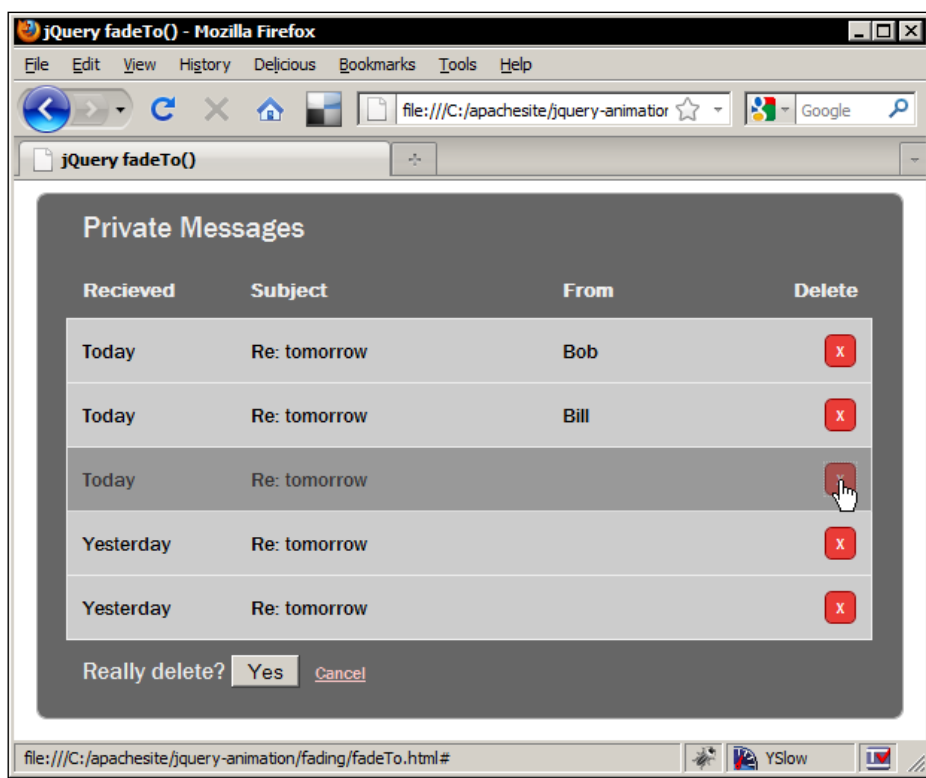 jQuery fadeTo() - Mozilla Firefox
File Edit View History Delicious Bookmarks Tools Help
file:///C:/apachesite/jquery-animation Google
jQuery fadeTo()
Private Messages
Recieved Subject From Delete
Today Re: tomorrow Bob x
Today Re: tomorrow Bill x
Today Re: tomorrow x
Yesterday Re: tomorrow x
Yesterday Re: tomorrow x
Really delete? Yes Cancel
file:///C:/apachesite/jquery-animation/fading/fadeTo.html# YSlow